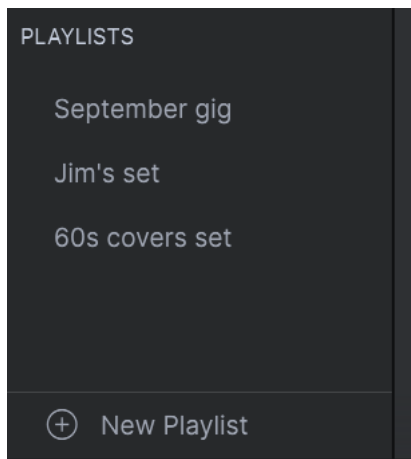 PLAYLISTS
September gig
Jim's set
60s covers set
New Playlist